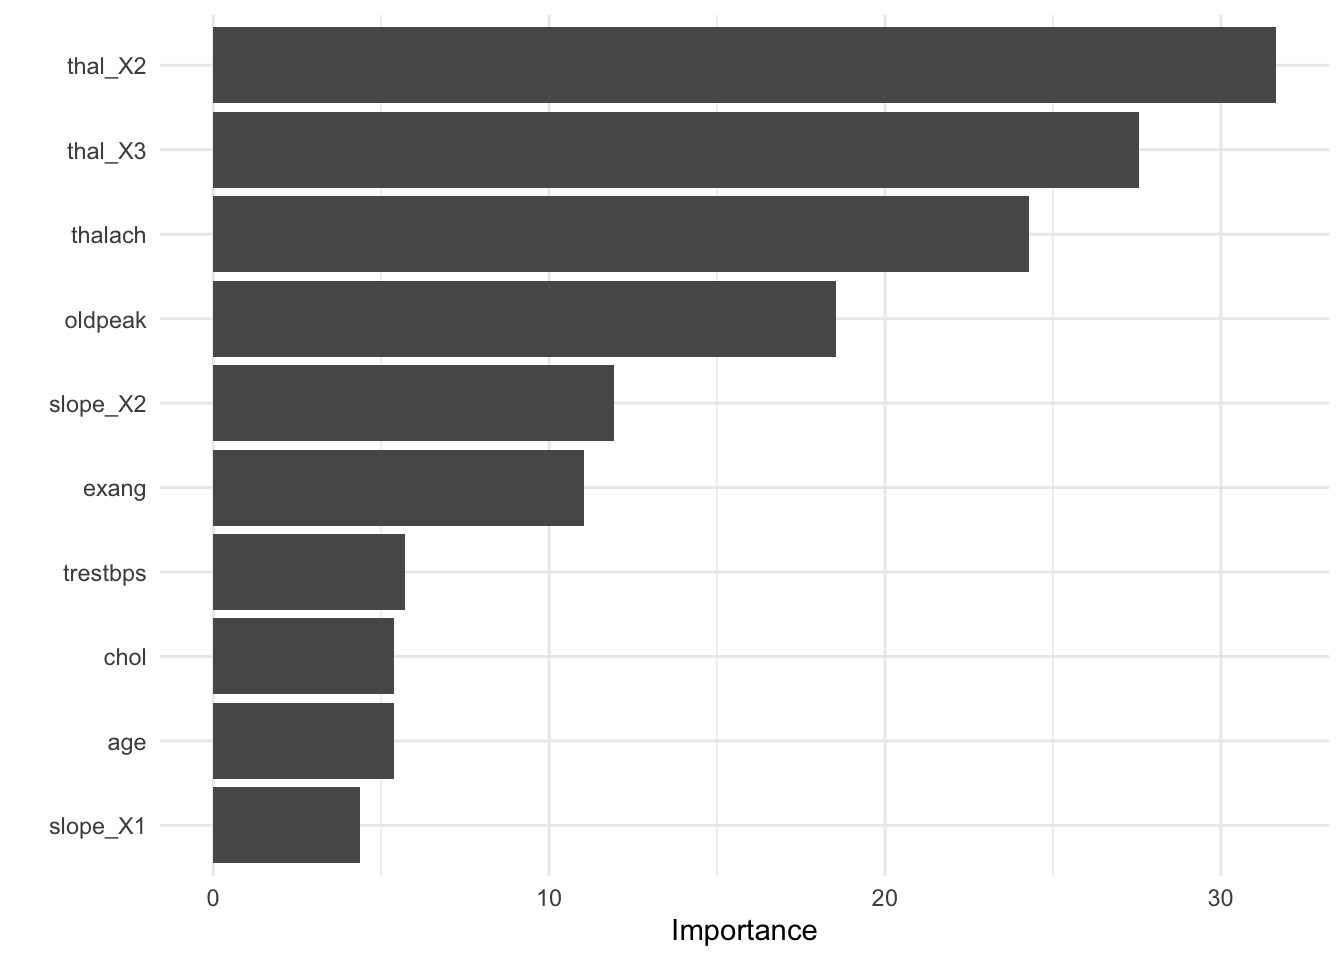 thal_X2
thal_X3
thalach
oldpeak
slope_X2
exang
trestbps
chol
age
slope_X1
0 10 20 30
Importance